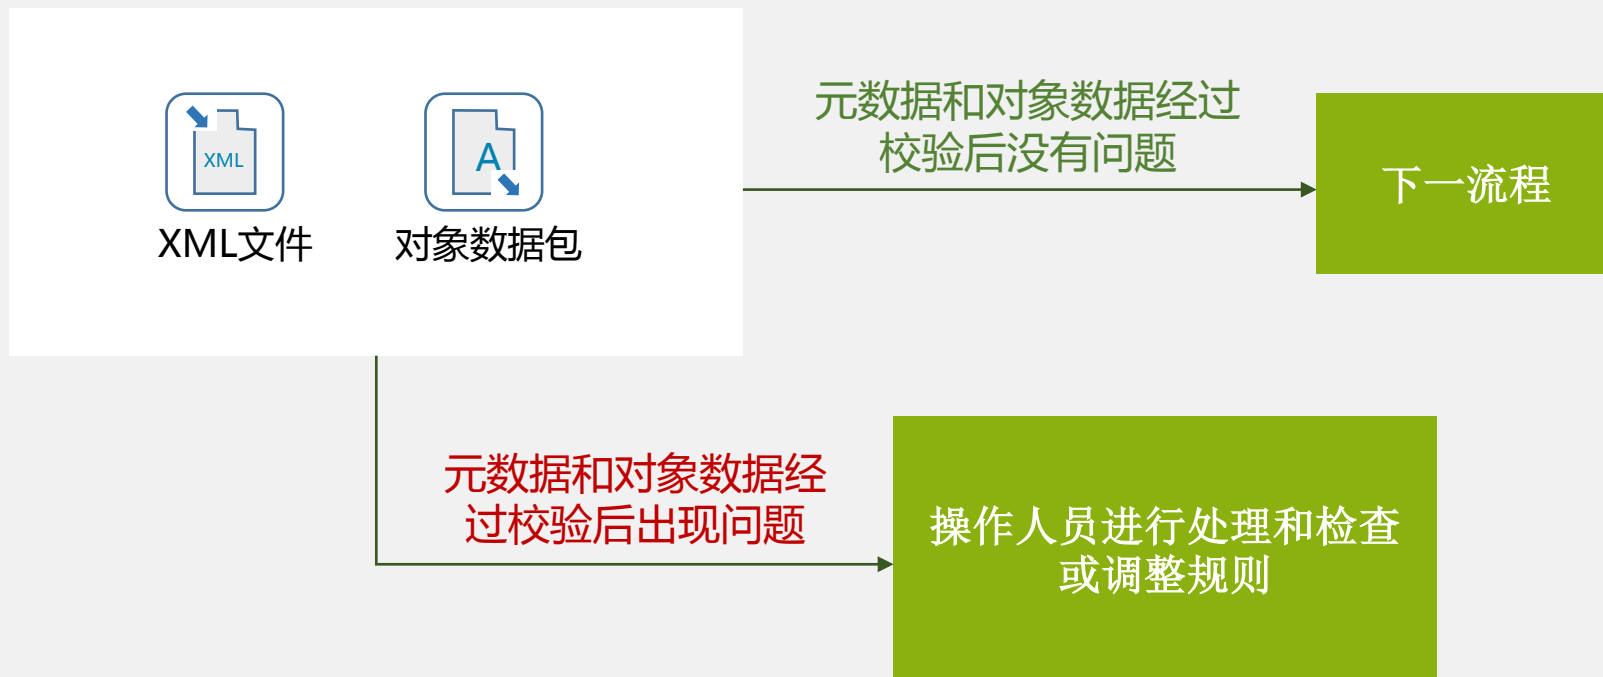 XML
A
XML文件
对象数据包
元数据和对象数据经过
校验后没有问题
下一流程
元数据和对象数据经
过校验后出现问题
操作人员进行处理和检查
或调整规则